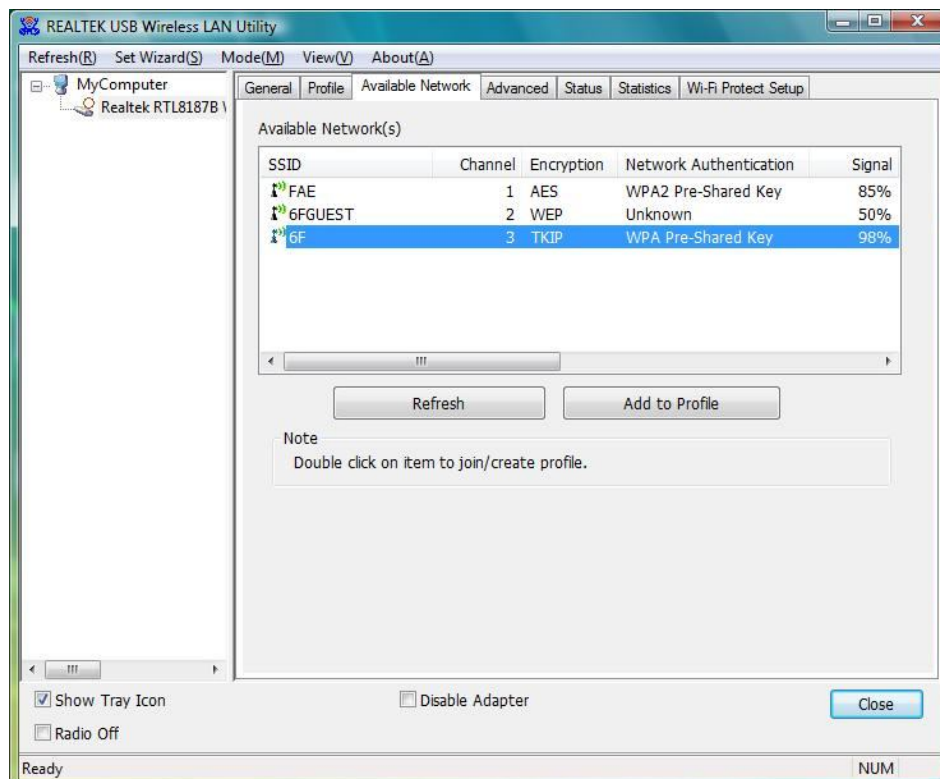 REALTEK USB Wireless LAN Utility
Refresh(R) Set Wizard(S) Mode(M) View(V) About(A)
MyComputer
Realtek RTL8187B
General Profile Available Network Advanced Status Statistics Wi-Fi Protect Setup
Available Network(s)
SSID Channel Encryption Network Authentication Signal
FAE 1 AES WPA2 Pre-Shared Key 85%
6FGUEST 2 WEP Unknown 50%
6F 3 TKIP WPA Pre-Shared Key 98%
Refresh Add to Profile
Note
Double click on item to join/create profile.
Show Tray Icon Disable Adapter Close
Radio Off
Ready NUM